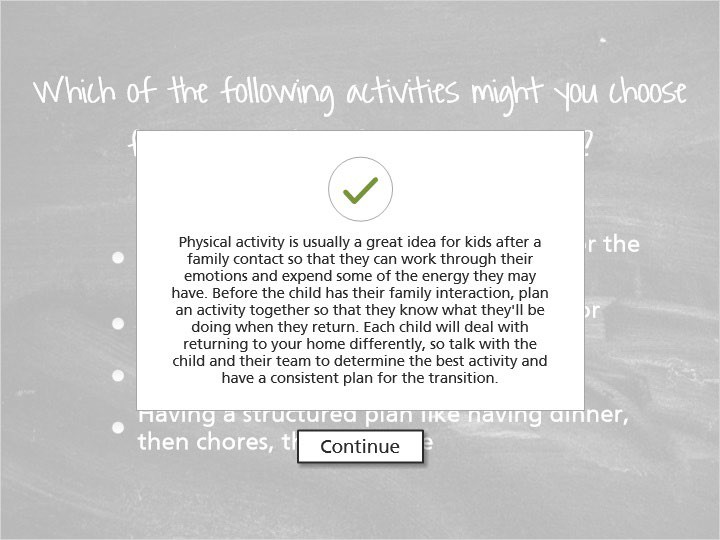 Which of the following activities might you choose
?
Physical activity is usually a great idea for kids after a
family contact so that they can work through their
emotions and expend some of the energy they may
have. Before the child has their family interaction, plan
an activity together so that they know what they'll be
doing when they return. Each child will deal with
returning to your home differently, so talk with the
child and their team to determine the best activity and
have a consistent plan for the transition.
the
Having a structured plan like having dinner,
then chores,
Continue